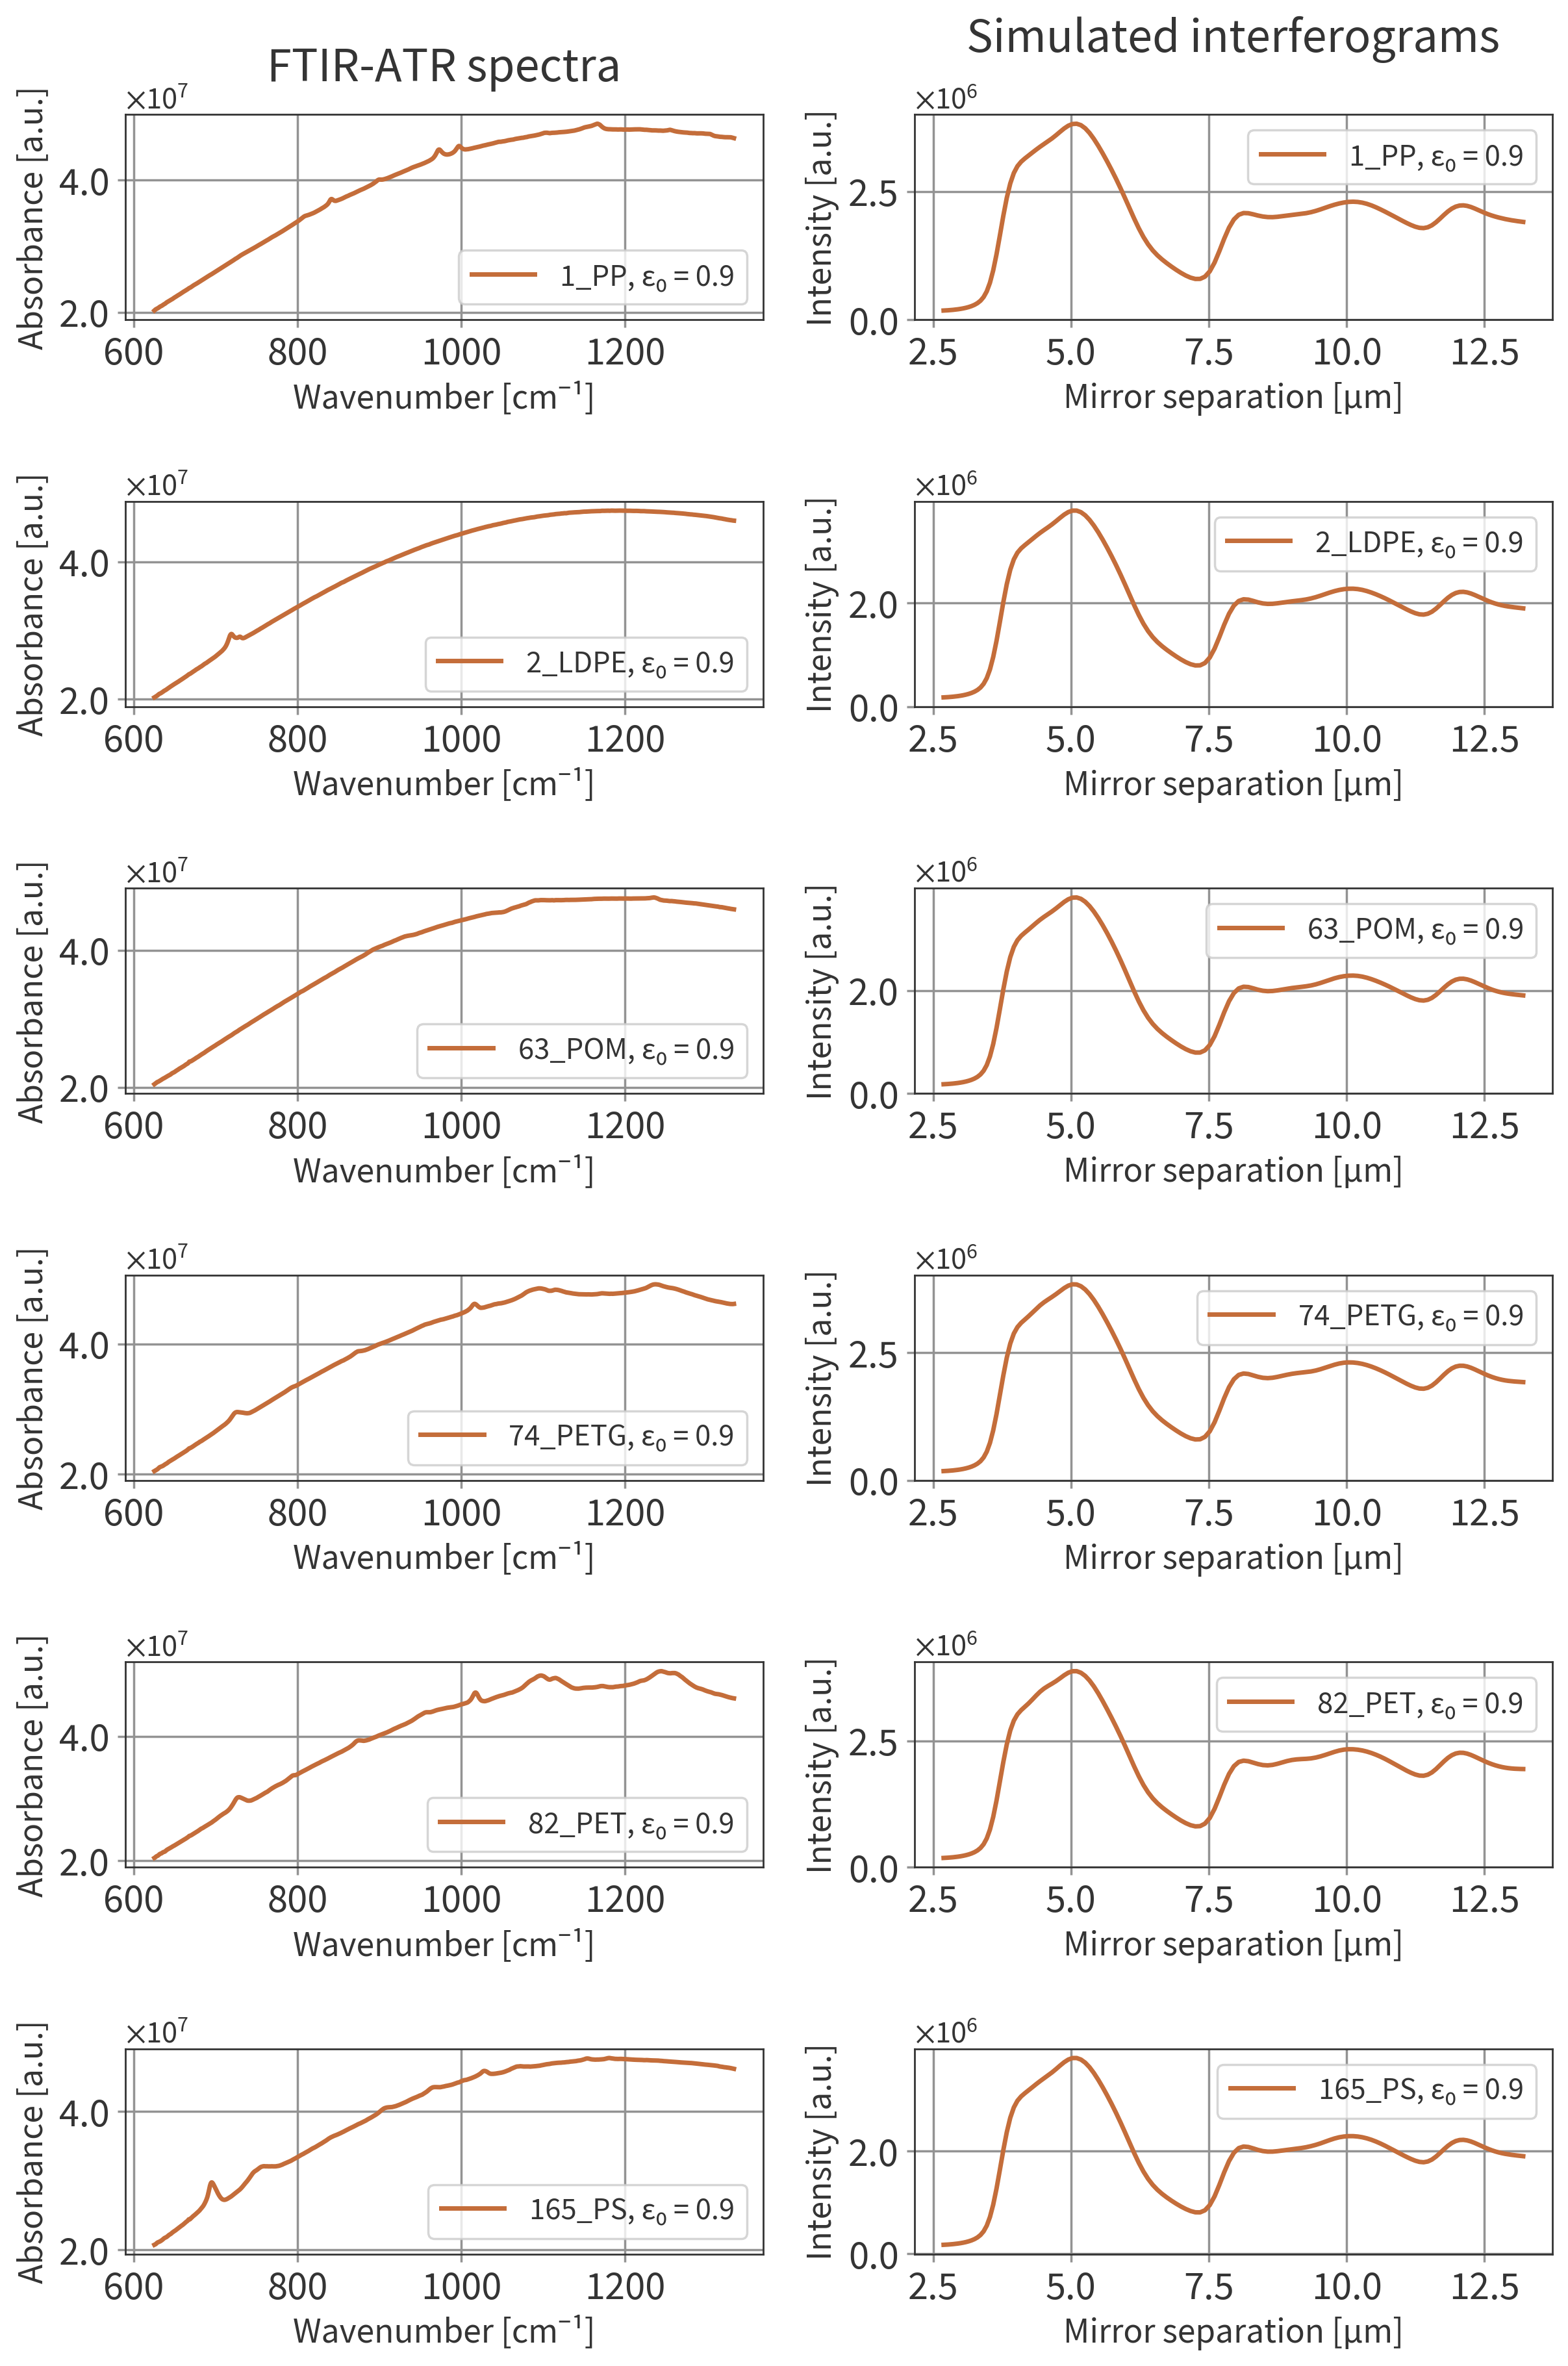 FTIR-ATR spectra
Simulated interferograms
×10⁷
Absorbance [a.u.]
4.0
2.0
1_PP, ε₀ = 0.9
600 800 1000 1200
Wavenumber [cm⁻¹]
×10⁶
Intensity [a.u.]
2.5
0.0
1_PP, ε₀ = 0.9
2.5 5.0 7.5 10.0 12.5
Mirror separation [µm]
×10⁷
Absorbance [a.u.]
4.0
2.0
2_LDPE, ε₀ = 0.9
600 800 1000 1200
Wavenumber [cm⁻¹]
×10⁶
Intensity [a.u.]
2.0
0.0
2_LDPE, ε₀ = 0.9
2.5 5.0 7.5 10.0 12.5
Mirror separation [µm]
×10⁷
Absorbance [a.u.]
4.0
2.0
63_POM, ε₀ = 0.9
600 800 1000 1200
Wavenumber [cm⁻¹]
×10⁶
Intensity [a.u.]
2.0
0.0
63_POM, ε₀ = 0.9
2.5 5.0 7.5 10.0 12.5
Mirror separation [µm]
×10⁷
Absorbance [a.u.]
4.0
2.0
74_PETG, ε₀ = 0.9
600 800 1000 1200
Wavenumber [cm⁻¹]
×10⁶
Intensity [a.u.]
2.5
0.0
74_PETG, ε₀ = 0.9
2.5 5.0 7.5 10.0 12.5
Mirror separation [µm]
×10⁷
Absorbance [a.u.]
4.0
2.0
82_PET, ε₀ = 0.9
600 800 1000 1200
Wavenumber [cm⁻¹]
×10⁶
Intensity [a.u.]
2.5
0.0
82_PET, ε₀ = 0.9
2.5 5.0 7.5 10.0 12.5
Mirror separation [µm]
×10⁷
Absorbance [a.u.]
4.0
2.0
165_PS, ε₀ = 0.9
600 800 1000 1200
Wavenumber [cm⁻¹]
×10⁶
Intensity [a.u.]
2.0
0.0
165_PS, ε₀ = 0.9
2.5 5.0 7.5 10.0 12.5
Mirror separation [µm]